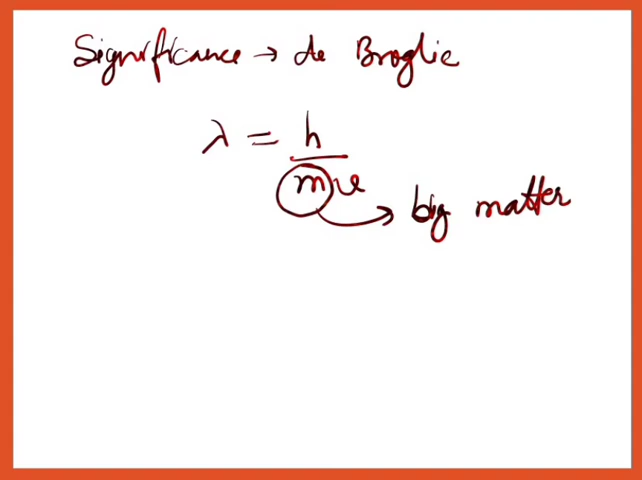 Significance → de Broglie
λ = h
mv
big matter